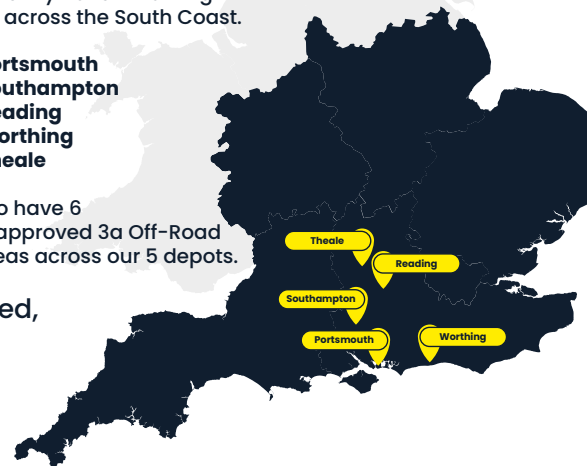 across the South Coast.
ortsmouth
outhampton
eading
orthing
heale
o have 6
approved 3a Off-Road
eas across our 5 depots.
ed,
Theale
Reading
Southampton
Portsmouth
Worthing